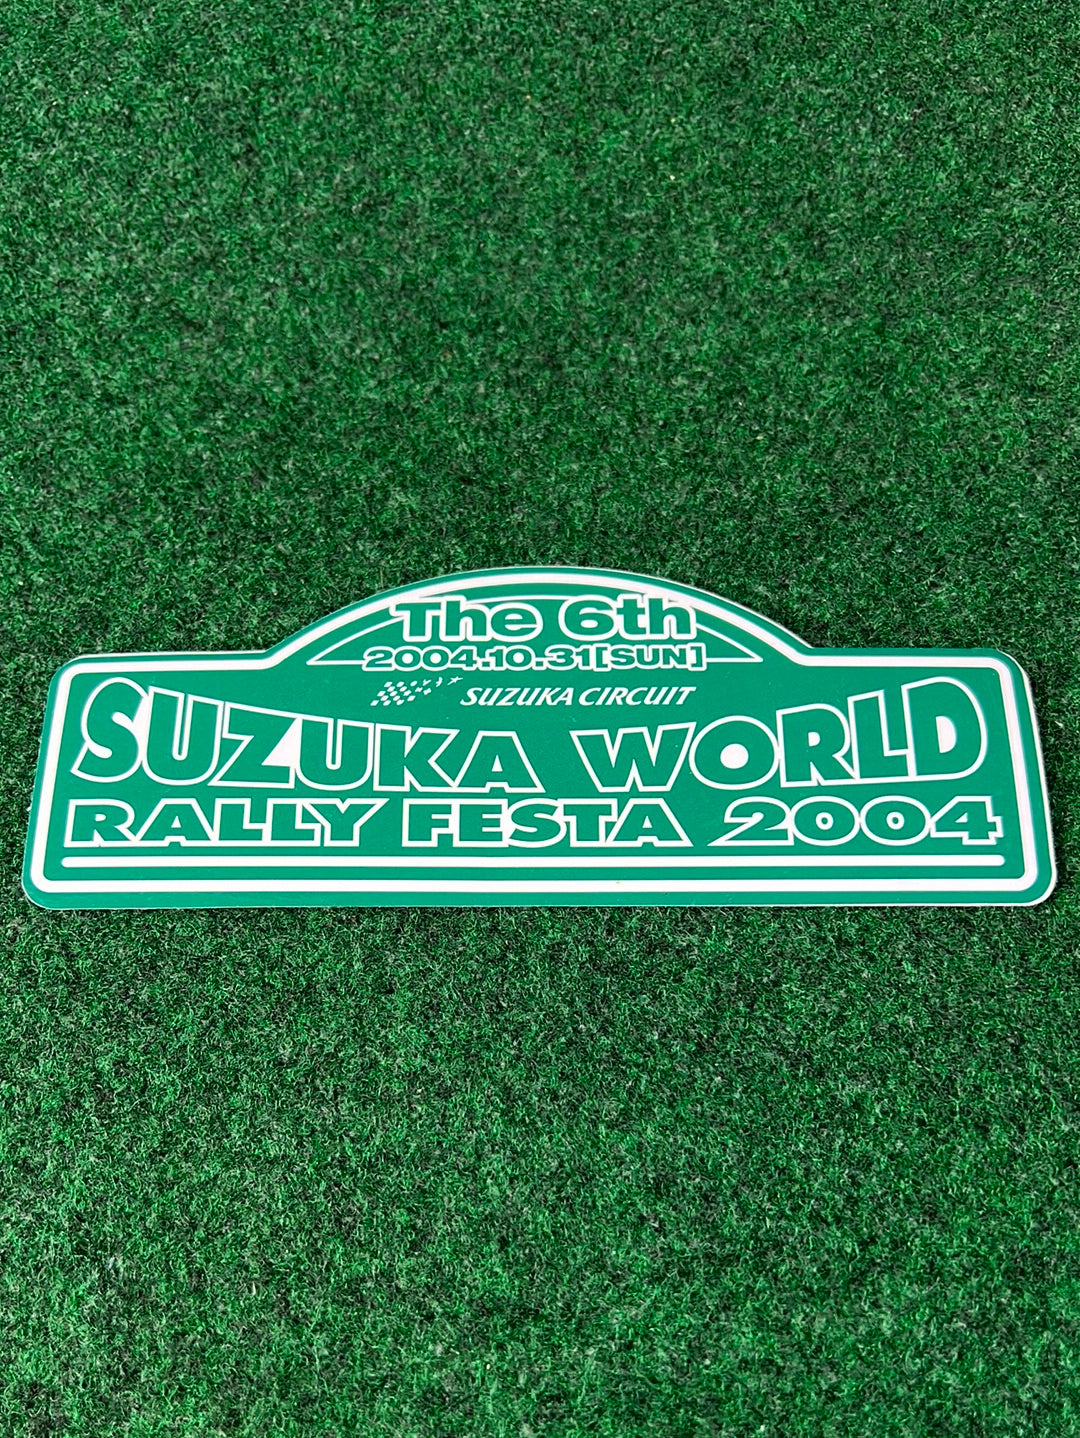 The 6th
2004.10.31[SUN]
SUZUKA CIRCUIT
SUZUKA WORLD
RALLY FESTA 2004